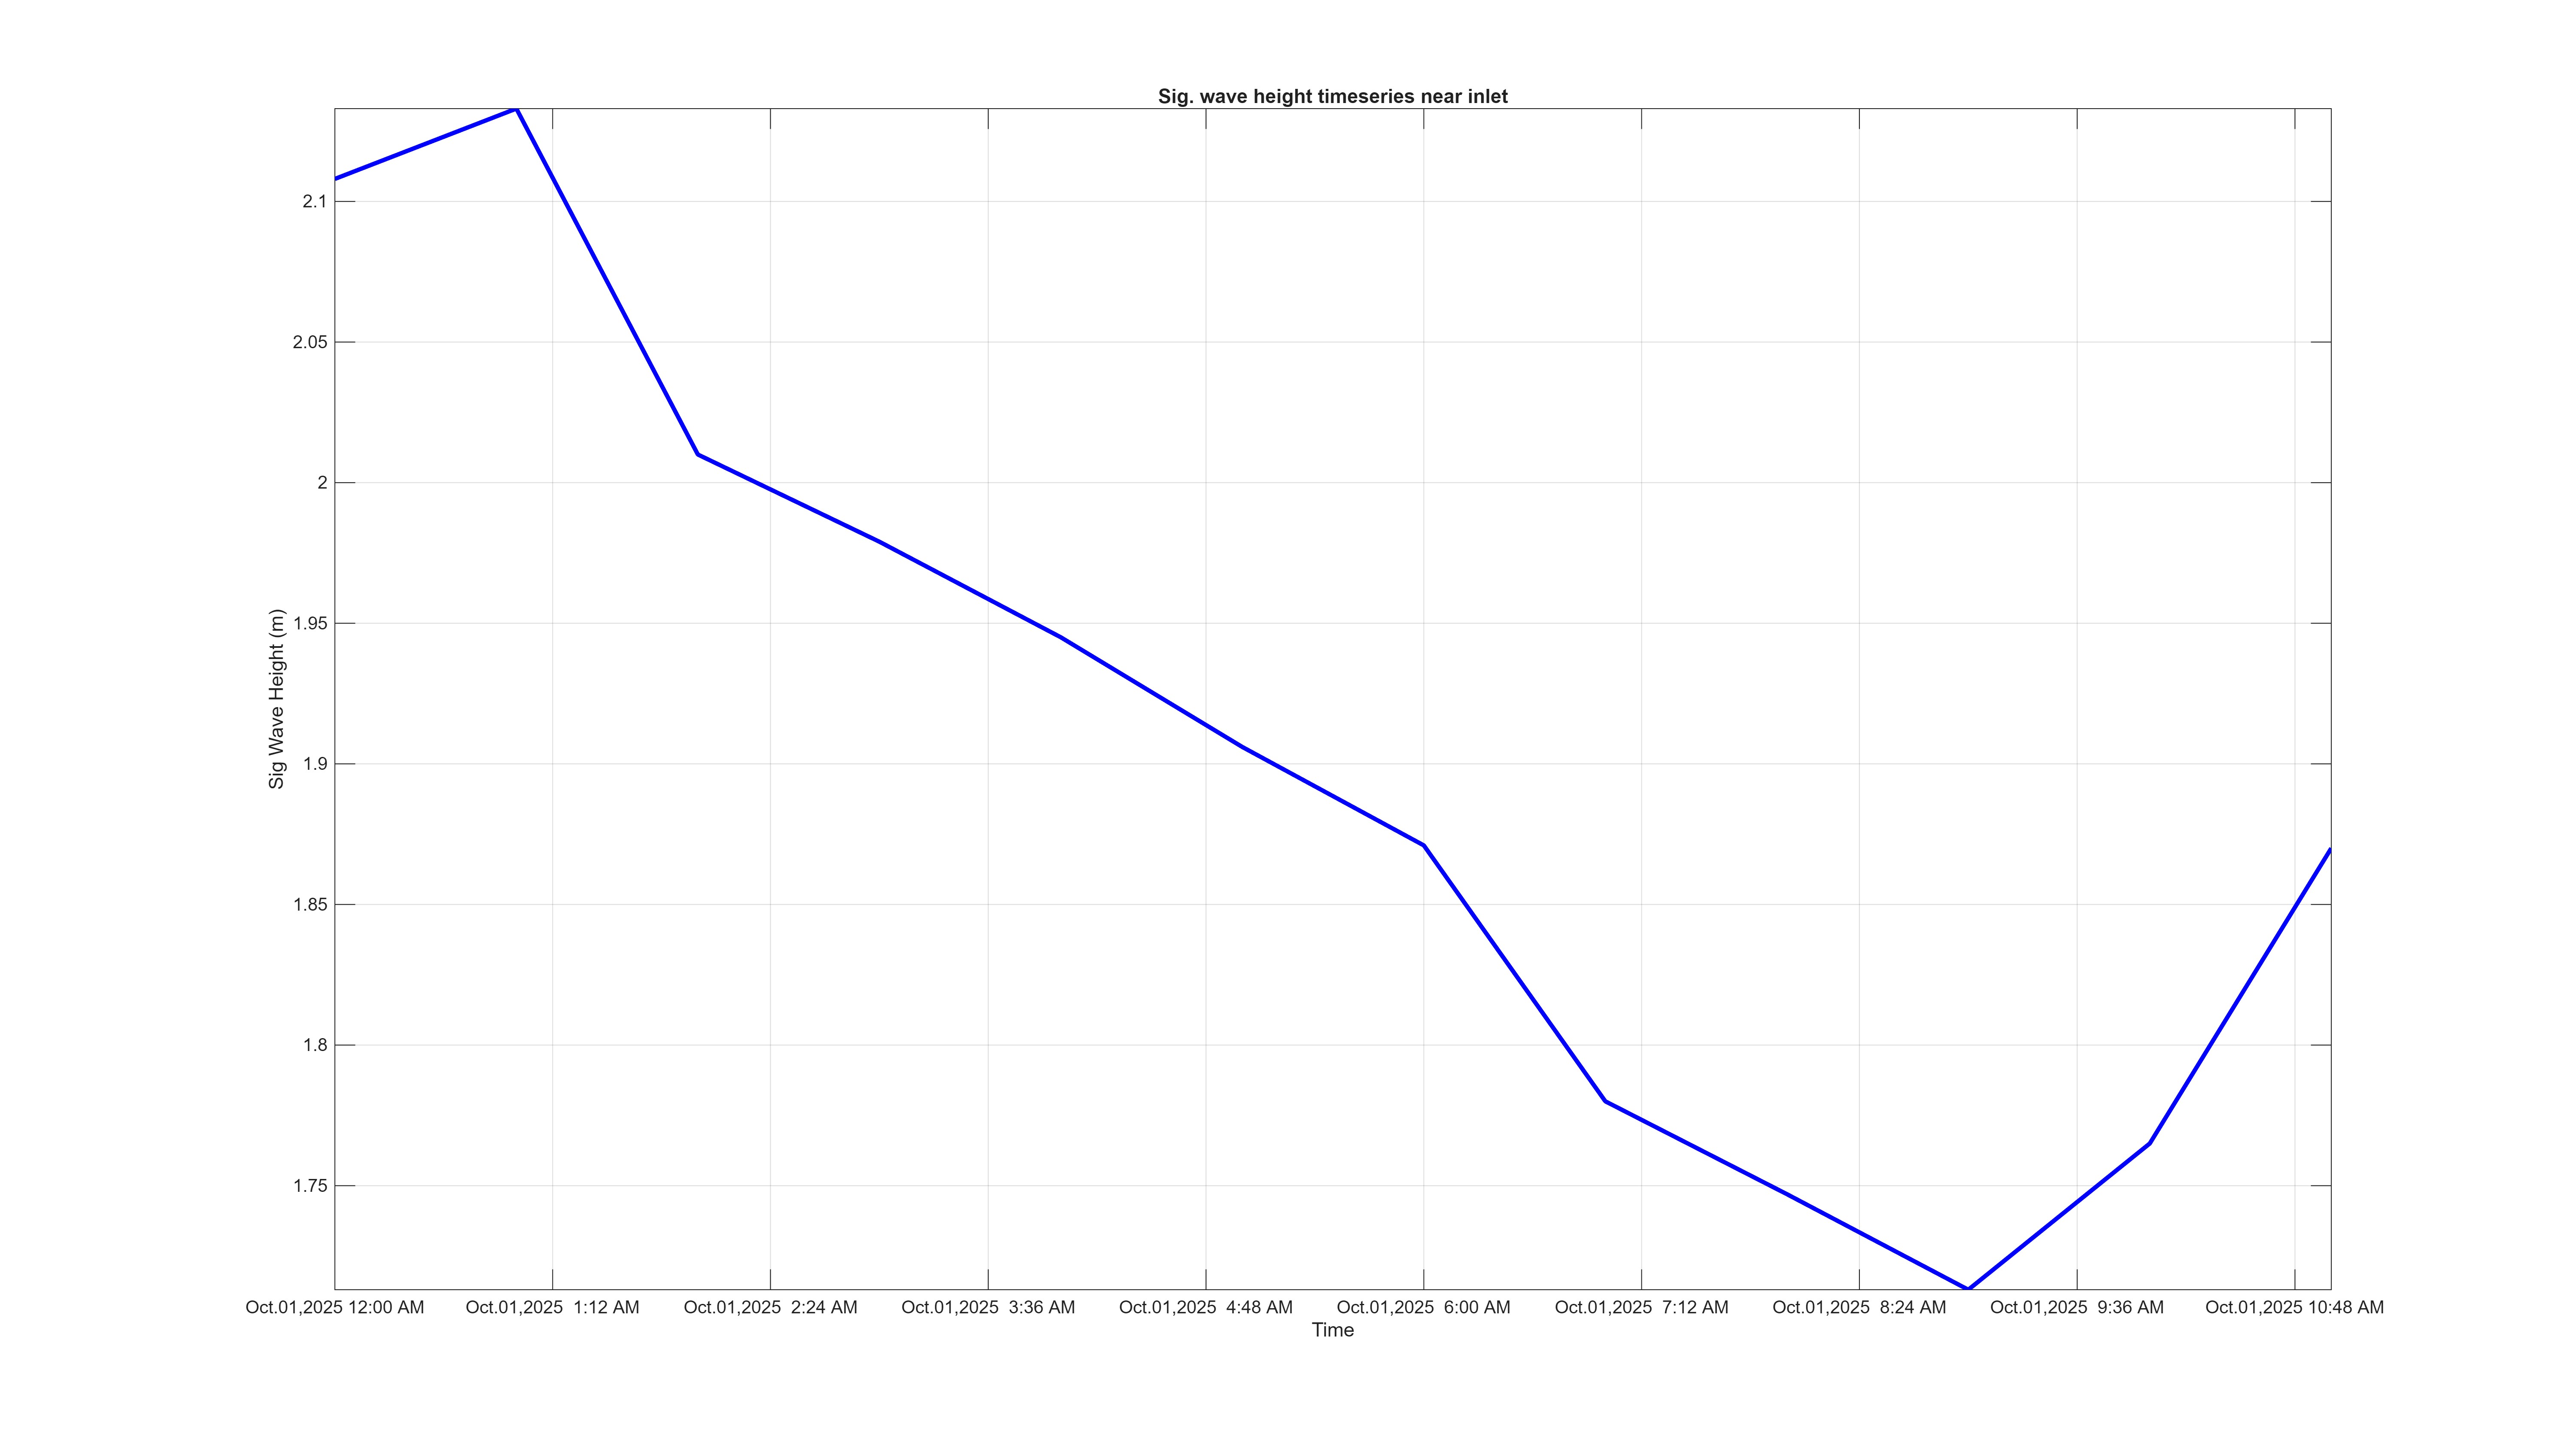 Sig. wave height timeseries near inlet
2.1
2.05
2
1.95
1.9
1.85
1.8
1.75
Sig Wave Height (m)
Oct.01,2025 12:00 AM
Oct.01,2025  1:12 AM
Oct.01,2025  2:24 AM
Oct.01,2025  3:36 AM
Oct.01,2025  4:48 AM
Oct.01,2025  6:00 AM
Oct.01,2025  7:12 AM
Oct.01,2025  8:24 AM
Oct.01,2025  9:36 AM
Oct.01,2025 10:48 AM
Time